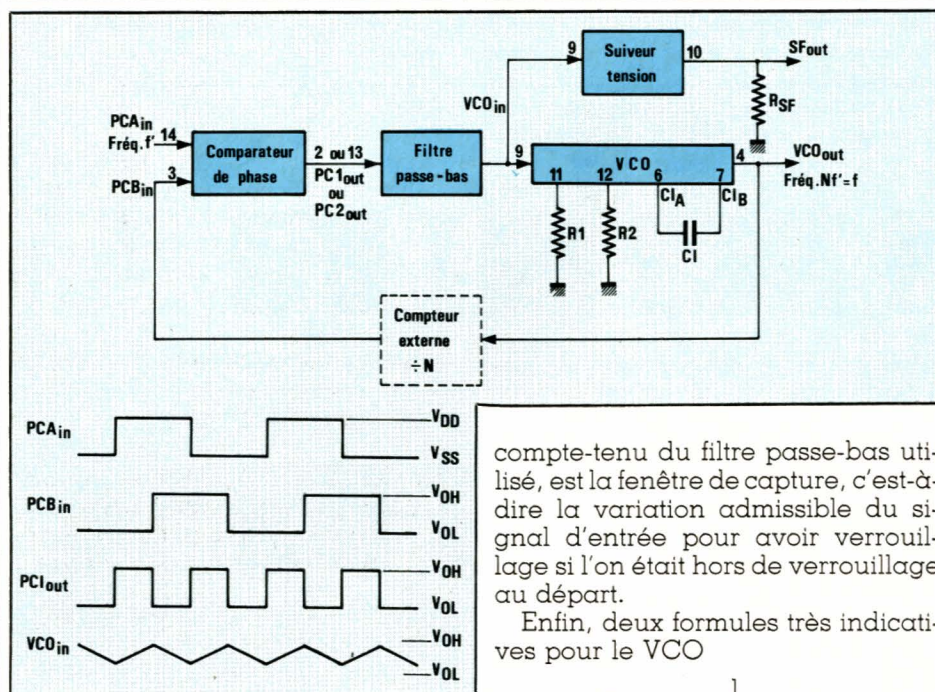 9
Suiveur
tension
10
SFout
RSF
VCOin
PCAin
Fréq.f'
14
PCBin
3
Comparateur
de phase
2 ou 13
PC1out
ou
PC2out
Filtre
passe-bas
9
VCO
4
VCOout
Fréq.Nf'=f
11
12
6
7
CIA
CIB
R1
R2
CI
Compteur
externe
÷N
PCAin
VDD
VSS
PCBin
VOH
VOL
PCIout
VOH
VOL
VCOin
VOH
VOL
compte-tenu du filtre passe-bas uti-
lisé, est la fenêtre de capture, c'est-à-
dire la variation admissible du si-
gnal d'entrée pour avoir verrouil-
lage si l'on était hors de verrouillage
au départ.
Enfin, deux formules très indicati-
ves pour le VCO
1